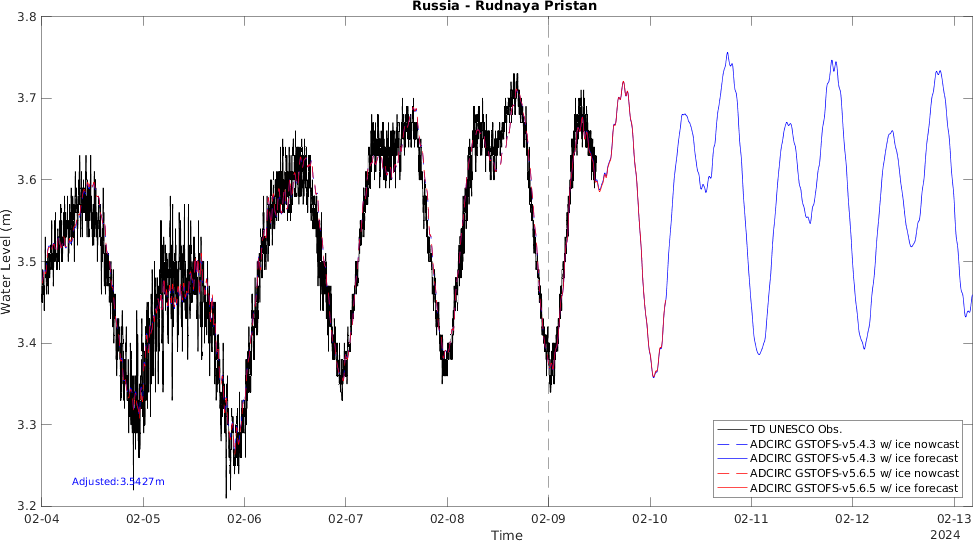 Russia - Rudnaya Pristan
3.8
3.7
3.6
3.5
3.4
3.3
3.2
Water Level (m)
Adjusted:3.5427m
TD UNESCO Obs.
ADCIRC GSTOFS-v5.4.3 w/ ice nowcast
ADCIRC GSTOFS-v5.4.3 w/ ice forecast
ADCIRC GSTOFS-v5.6.5 w/ ice nowcast
ADCIRC GSTOFS-v5.6.5 w/ ice forecast
02-04 02-05 02-06 02-07 02-08 02-09 02-10 02-11 02-12 02-13
Time
2024